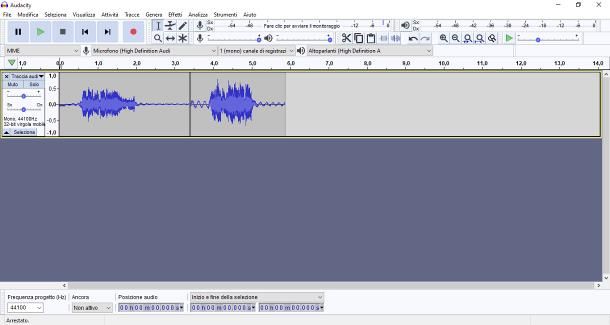 Audacity
File Modifica Selezione Visualizza Attività Tracce Genera Effetti Analizza Strumenti Aiuto
Sx -54 -48 Fare clic per avviare il monitoraggio -12 -6 0
Dx
Sx -54 -48 -42 -36 -30 -24 -18 -12 -6 0
Dx
MME Microfono (High Definition Audi 1 (mono) canale di registrazi Altoparlanti (High Definition A
1,0 0,0 1,0 2,0 3,0 4,0 5,0 6,0 7,0 8,0 9,0 10,0 11,0 12,0 13,0 14,0
Traccia audi
Muto Solo
- +
Sx Dx
Mono, 44100Hz
32-bit virgola mobile
Seleziona
1,0
0,5
0,0
-0,5
-1,0
Frequenza progetto (Hz) Ancora Posizione audio Inizio e fine della selezione
44100 Non attivo 00 h 00 m 00,000 s 00 h 00 m 00,000 s 00 h 00 m 00,000 s
Arrestato.